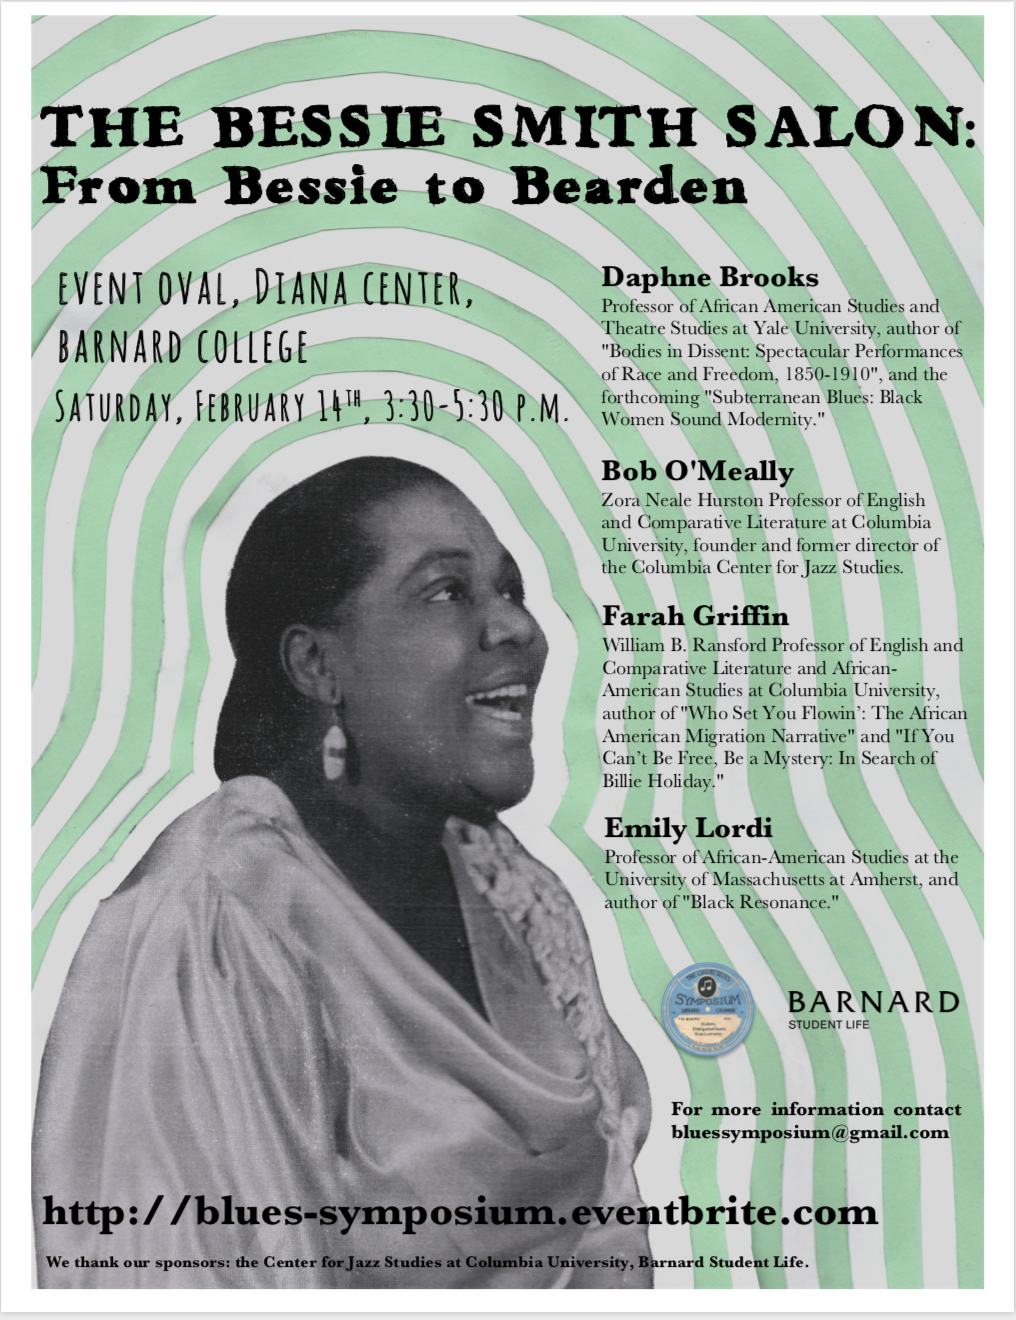 THE BESSIE SMITH SALON:
From Bessie to Bearden
EVENT OVAL, DIANA CENTER,
BARNARD COLLEGE
SATURDAY, FEBRUARY 14TH, 3:30-5:30 P.M.
Daphne Brooks
Professor of African American Studies and
Theatre Studies at Yale University, author of
"Bodies in Dissent: Spectacular Performances
of Race and Freedom, 1850-1910", and the
forthcoming "Subterranean Blues: Black
Women Sound Modernity."
Bob O'Meally
Zora Neale Hurston Professor of English
and Comparative Literature at Columbia
University, founder and former director of
the Columbia Center for Jazz Studies.
Farah Griffin
William B. Ransford Professor of English and
Comparative Literature and African-
American Studies at Columbia University,
author of "Who Set You Flowin’: The African
American Migration Narrative" and "If You
Can’t Be Free, Be a Mystery: In Search of
Billie Holiday."
Emily Lordi
Professor of African-American Studies at the
University of Massachusetts at Amherst, and
author of "Black Resonance."
SYMPOSIUM
BARNARD
STUDENT LIFE
For more information contact
bluessymposium@gmail.com
http://blues-symposium.eventbrite.com
We thank our sponsors: the Center for Jazz Studies at Columbia University, Barnard Student Life.